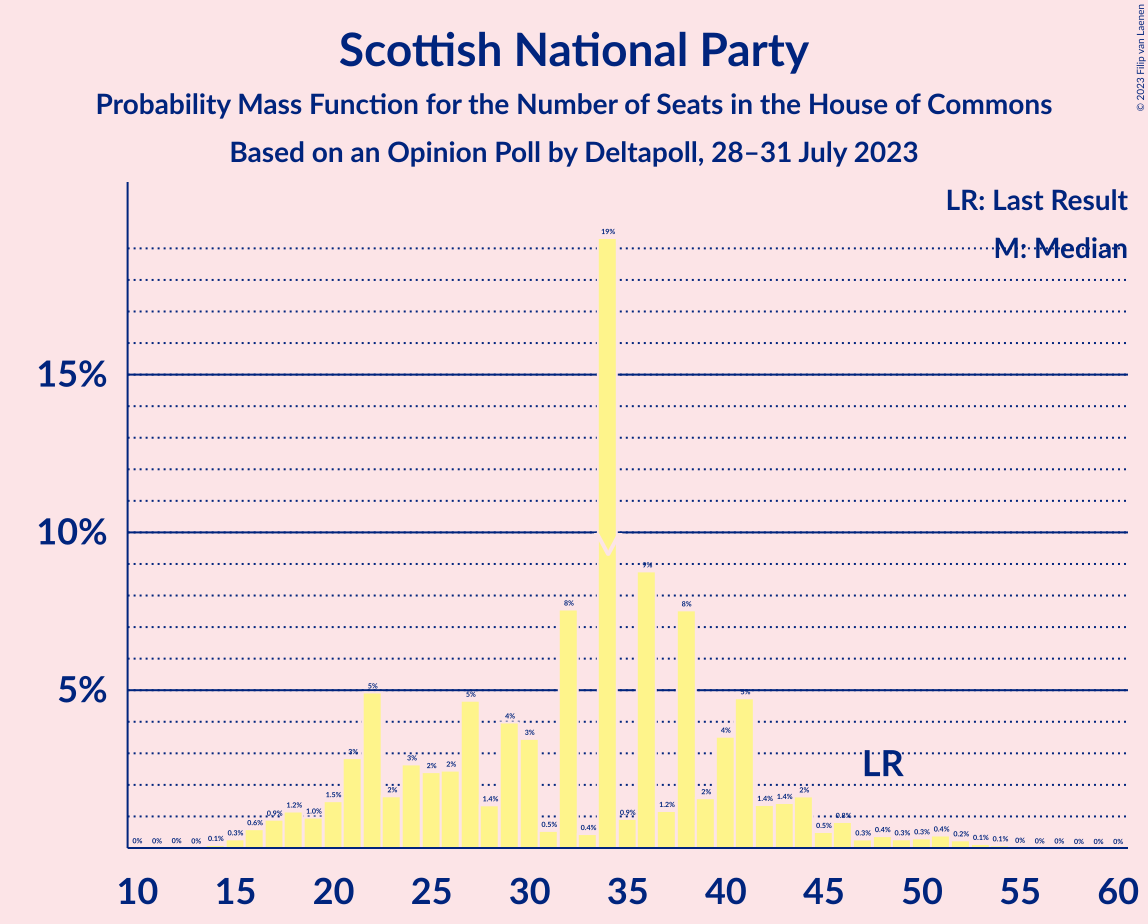 Scottish National Party
Probability Mass Function for the Number of Seats in the House of Commons
Based on an Opinion Poll by Deltapoll, 28–31 July 2023
© 2023 Filip van Laenen
LR: Last Result
M: Median
19%
15%
10%
9%
8% 8%
5%
5% 5% 5%
4% 4%
3% 3% 3%
LR
2% 2% 2% 2% 2%
1.5% 1.4% 1.4% 1.4%
1.2% 1.2%
0.9% 1.0% 0.9% 0.8%
0.6% 0.5% 0.4% 0.5%
0% 0% 0% 0% 0.1% 0.3% 0.3% 0.4% 0.3% 0.3% 0.4% 0.2% 0.1% 0.1% 0% 0% 0% 0% 0% 0%
10 15 20 25 30 35 40 45 50 55 60